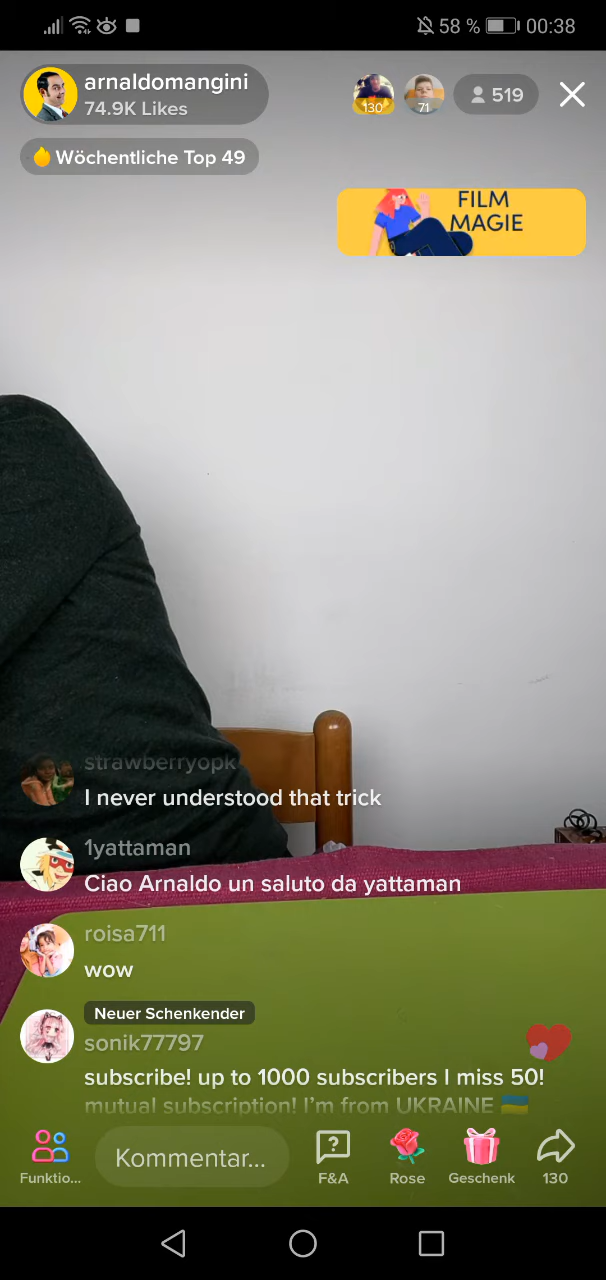 58 % 00:38
arnaldomangini
74.9K Likes
130
71
519
Wöchentliche Top 49
FILM
MAGIE
strawberryopk
I never understood that trick
1yattaman
Ciao Arnaldo un saluto da yattaman
roisa711
wow
Neuer Schenkender
sonik77797
subscribe! up to 1000 subscribers I miss 50!
mutual subscription! I'm from UKRAINE 🇺🇦
Kommentar...
Funktio...
F&A
Rose
Geschenk
130